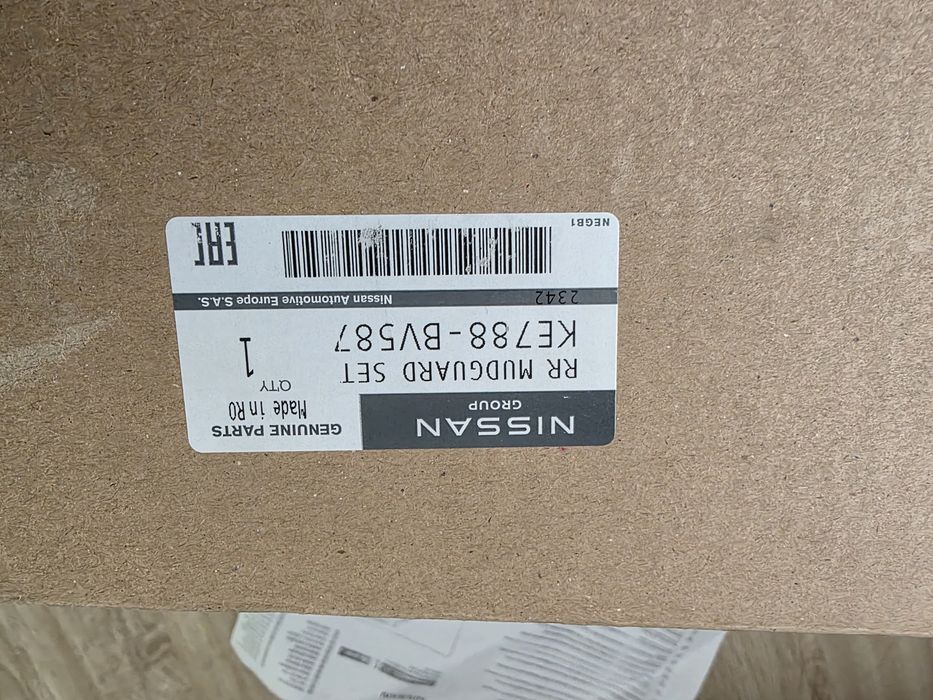 NISSAN
GROUP
GENUINE PARTS
Made in RO
RR MUDGUARD SET
Q'TY
KE788-BV587
1
2342
Nissan Automotive Europe S.A.S.
NEGB1
EAC